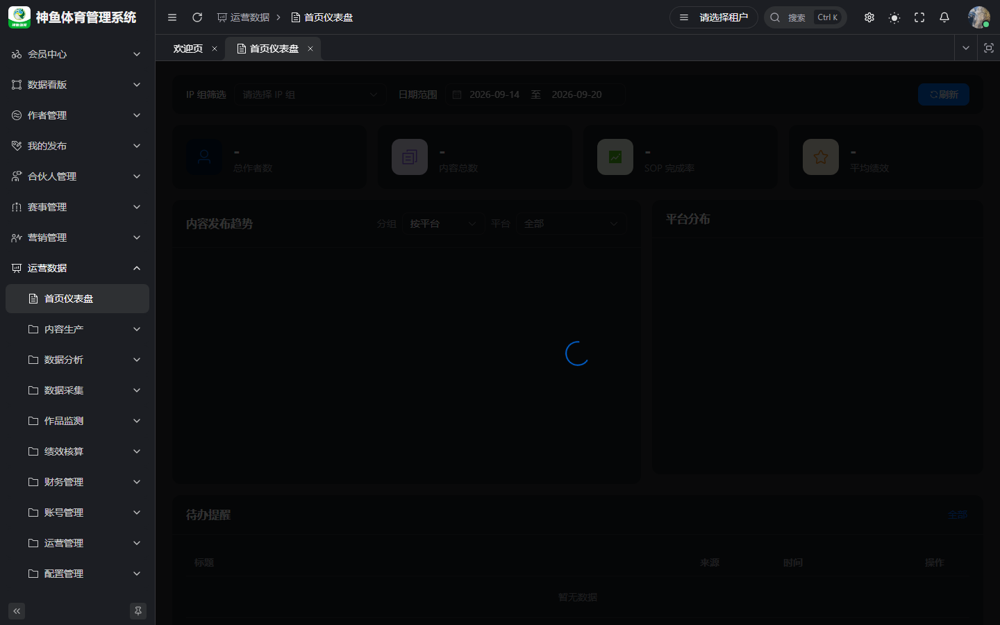 神鱼体育管理系统
运营数据
首页仪表盘
请选择租户
搜索
Ctrl K
欢迎页
首页仪表盘
会员中心
数据看版
作者管理
我的发布
合伙人管理
赛事管理
营销管理
运营数据
首页仪表盘
内容生产
数据分析
数据采集
作品监测
绩效核算
财务管理
账号管理
运营管理
配置管理
IP 组筛选
请选择 IP 组
日期范围
2026-09-14 至 2026-09-20
刷新
-
总作者数
-
内容总数
-
SOP 完成率
-
平均绩效
内容发布趋势
分组
按平台
平台
全部
平台分布
待办提醒
全部
标题
来源
时间
操作
暂无数据